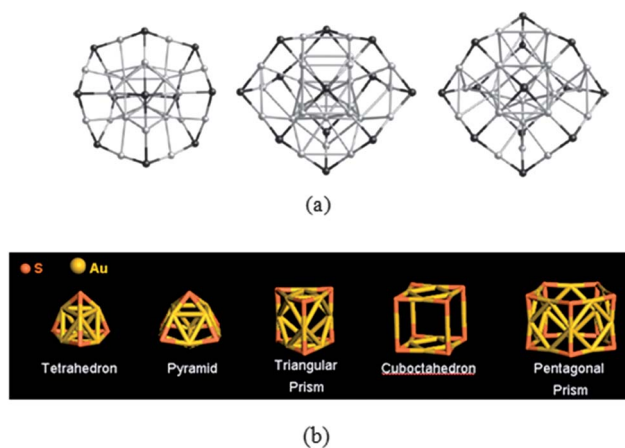 (a)
S Au
Tetrahedron
Pyramid
Triangular
Prism
Cuboctahedron
Pentagonal
Prism
(b)